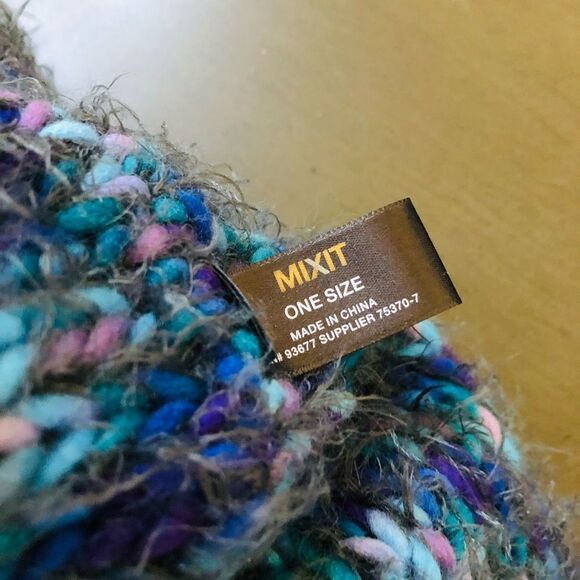 MIXIT
ONE SIZE
MADE IN CHINA
N# 93677 SUPPLIER 75370-7